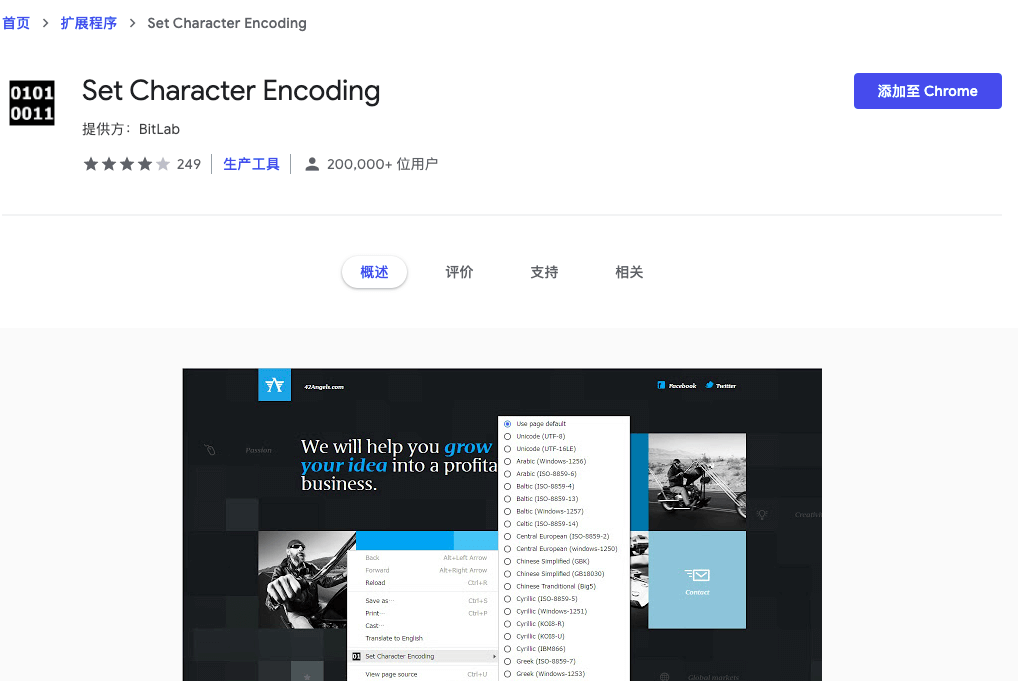 首页 > 扩展程序 > Set Character Encoding
0101
0011
Set Character Encoding
添加至 Chrome
提供方：BitLab
249 生产工具 200,000+ 位用户
概述 评价 支持 相关
42Angels.com
Facebook Twitter
Passion
We will help you grow
your idea into a profita
business.
Use page default
Unicode (UTF-8)
Unicode (UTF-16LE)
Arabic (Windows-1256)
Arabic (ISO-8859-6)
Baltic (ISO-8859-4)
Baltic (ISO-8859-13)
Baltic (Windows-1257)
Celtic (ISO-8859-14)
Central European (ISO-8859-2)
Central European (windows-1250)
Chinese Simplified (GBK)
Chinese Simplified (GB18030)
Chinese Tranditional (Big5)
Cyrillic (ISO-8859-5)
Cyrillic (Windows-1251)
Cyrillic (KOI8-R)
Cyrillic (KOI8-U)
Cyrillic (IBM866)
Greek (ISO-8859-7)
Greek (Windows-1253)
Back Alt+Left Arrow
Forward Alt+Right Arrow
Reload Ctrl+R
Save as... Ctrl+S
Print... Ctrl+P
Cast...
Translate to English
01 Set Character Encoding
View page source Ctrl+U
Contact
Global markets